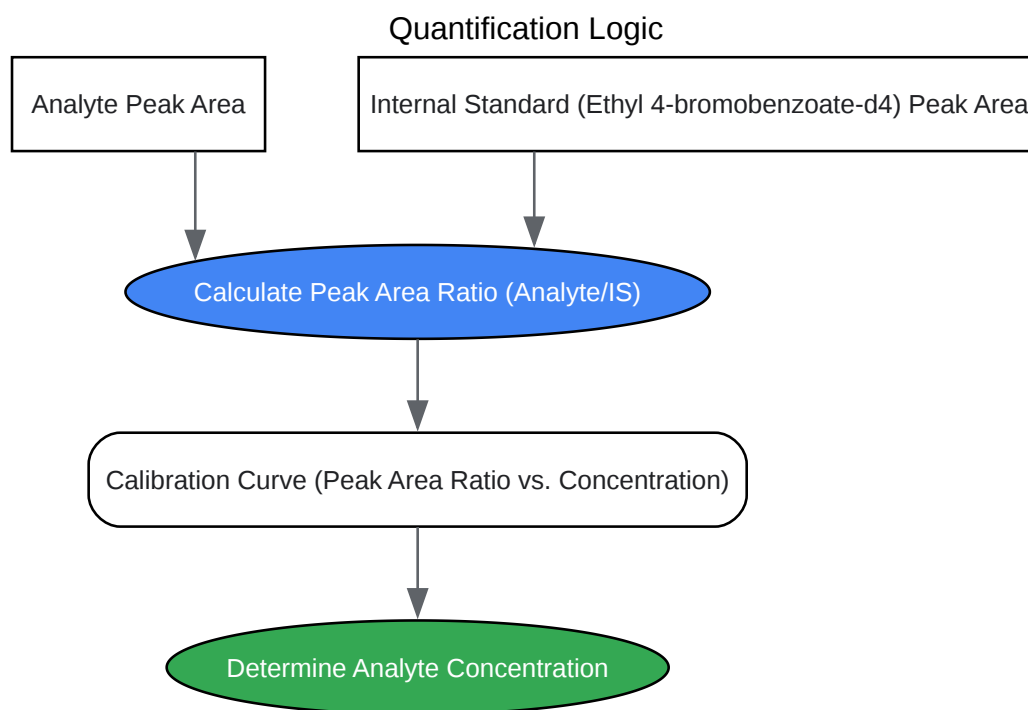 Quantification Logic
Analyte Peak Area
Internal Standard (Ethyl 4-bromobenzoate-d4) Peak Area
Calculate Peak Area Ratio (Analyte/IS)
Calibration Curve (Peak Area Ratio vs. Concentration)
Determine Analyte Concentration